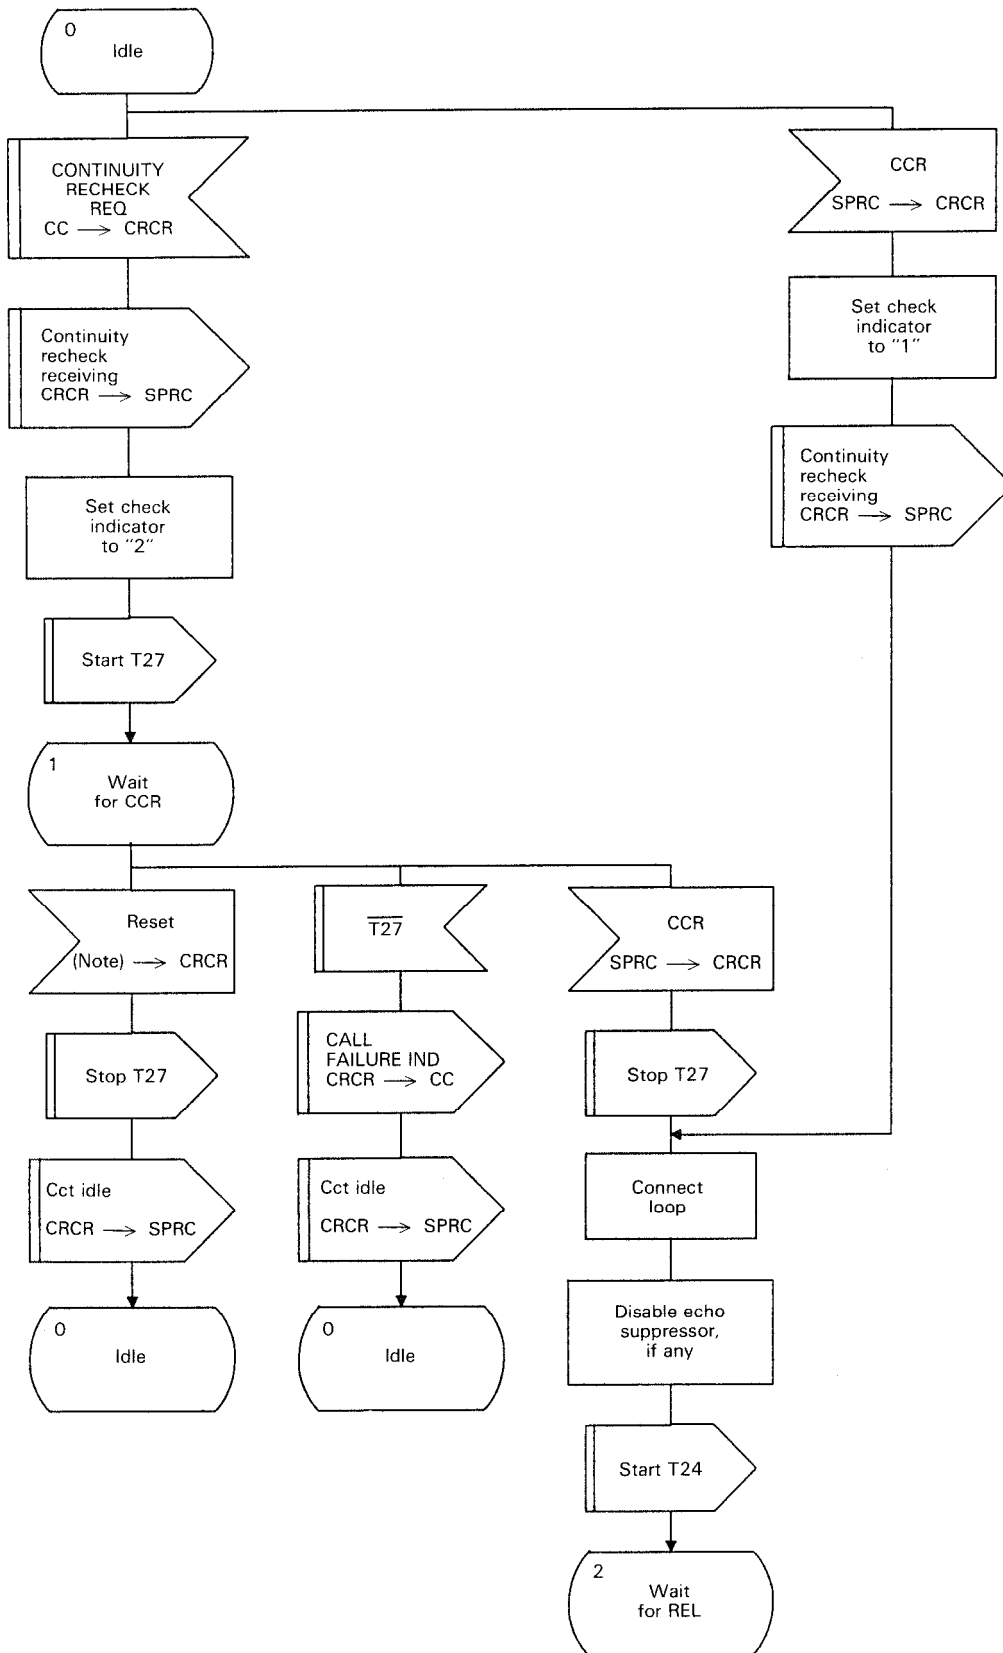 0
Idle
CONTINUITY
RECHECK
REQ
CC → CRCR
CCR
SPRC → CRCR
Continuity
recheck
receiving
CRCR → SPRC
Set check
indicator
to "1"
Set check
indicator
to "2"
Continuity
recheck
receiving
CRCR → SPRC
Start T27
1
Wait
for CCR
Reset
(Note) → CRCR
T27
CCR
SPRC → CRCR
Stop T27
CALL
FAILURE IND
CRCR → CC
Stop T27
Cct idle
CRCR → SPRC
Cct idle
CRCR → SPRC
Connect
loop
0
Idle
0
Idle
Disable echo
suppressor,
if any
Start T24
2
Wait
for REL